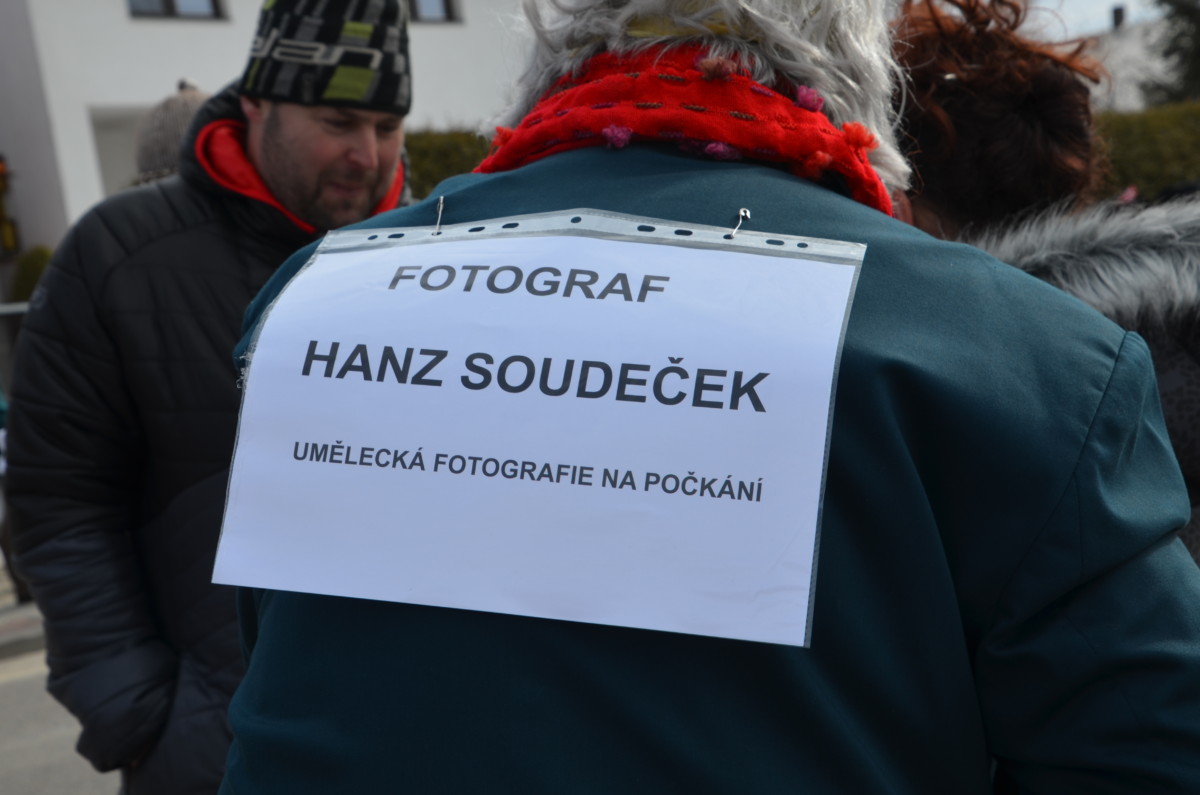 FOTOGRAF
HANZ SOUDEČEK
UMĚLECKÁ FOTOGRAFIE NA POČKÁNÍ